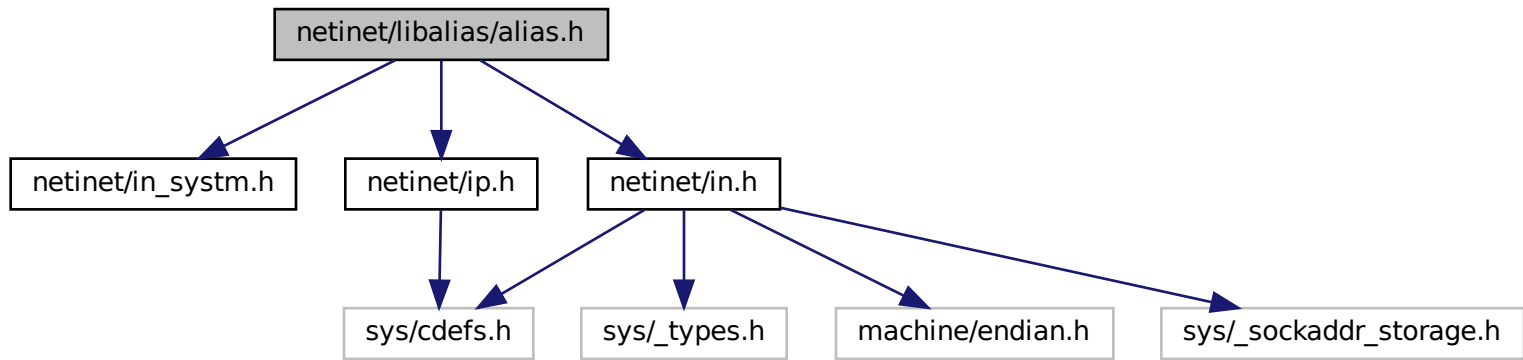 netinet/libalias/alias.h
netinet/in_systm.h
netinet/ip.h
netinet/in.h
sys/cdefs.h
sys/_types.h
machine/endian.h
sys/_sockaddr_storage.h